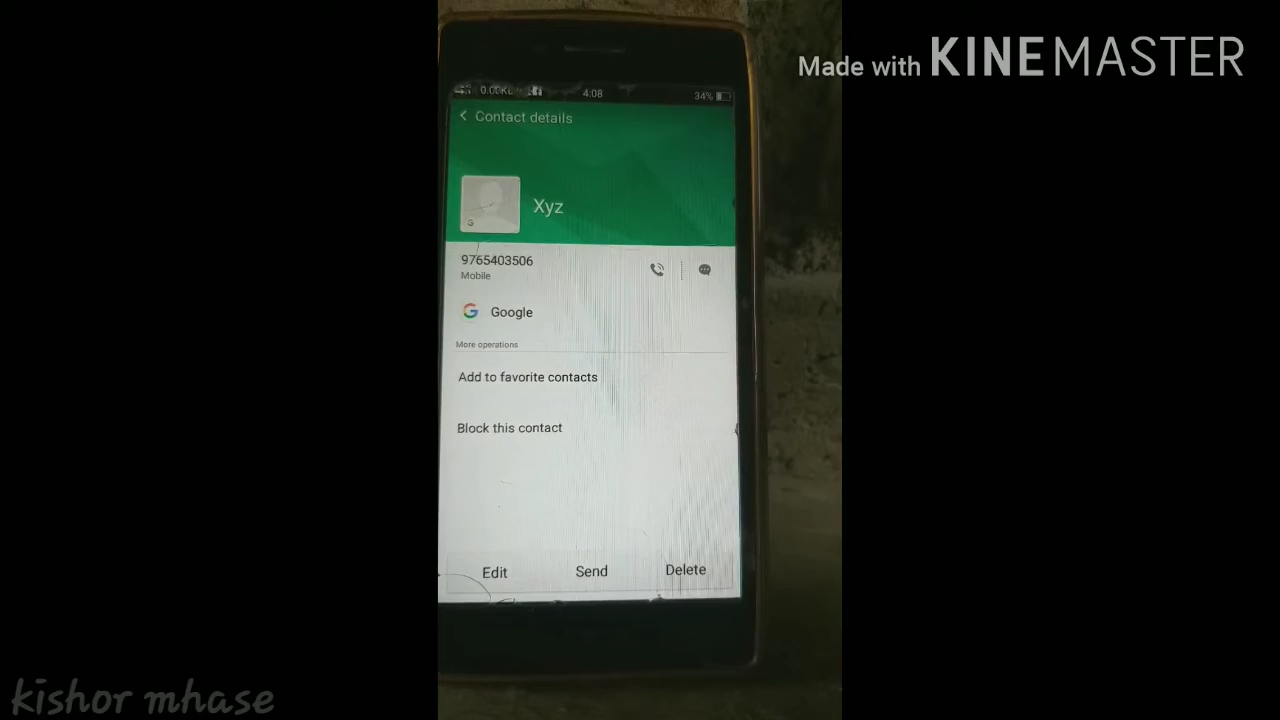 Made with KINEMASTER
4:08
34%
Contact details
Xyz
9765403506
Mobile
Google
More operations
Add to favorite contacts
Block this contact
Edit Send Delete
kishor mhase